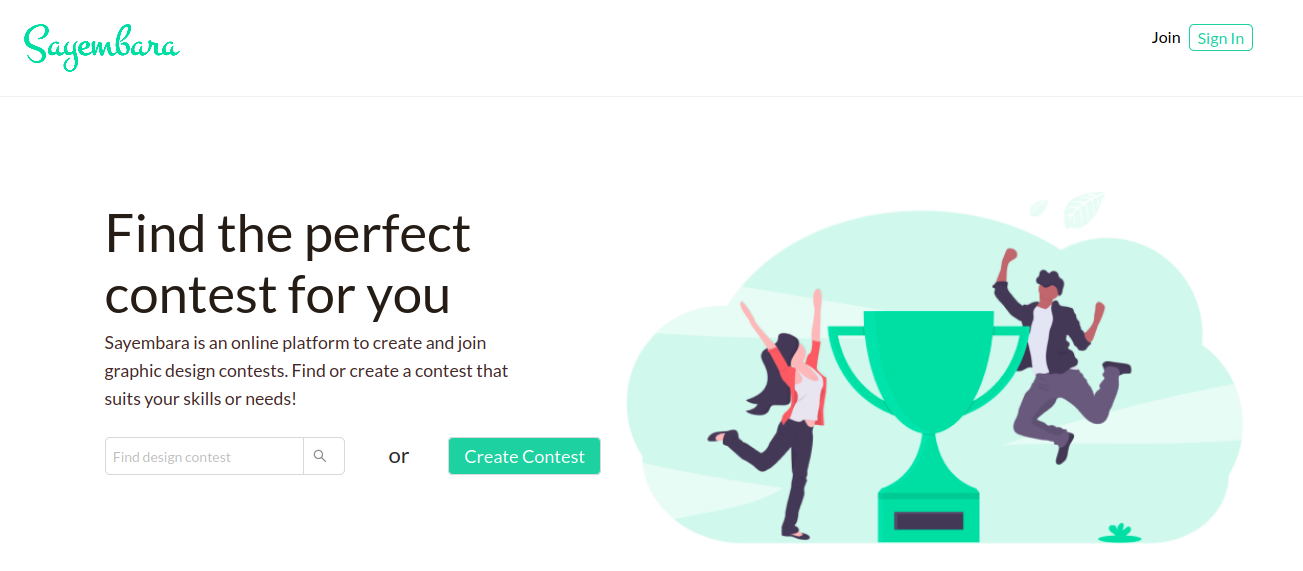 Sayembara
Join
Sign In
Find the perfect
contest for you
Sayembara is an online platform to create and join
graphic design contests. Find or create a contest that
suits your skills or needs!
Find design contest
or
Create Contest